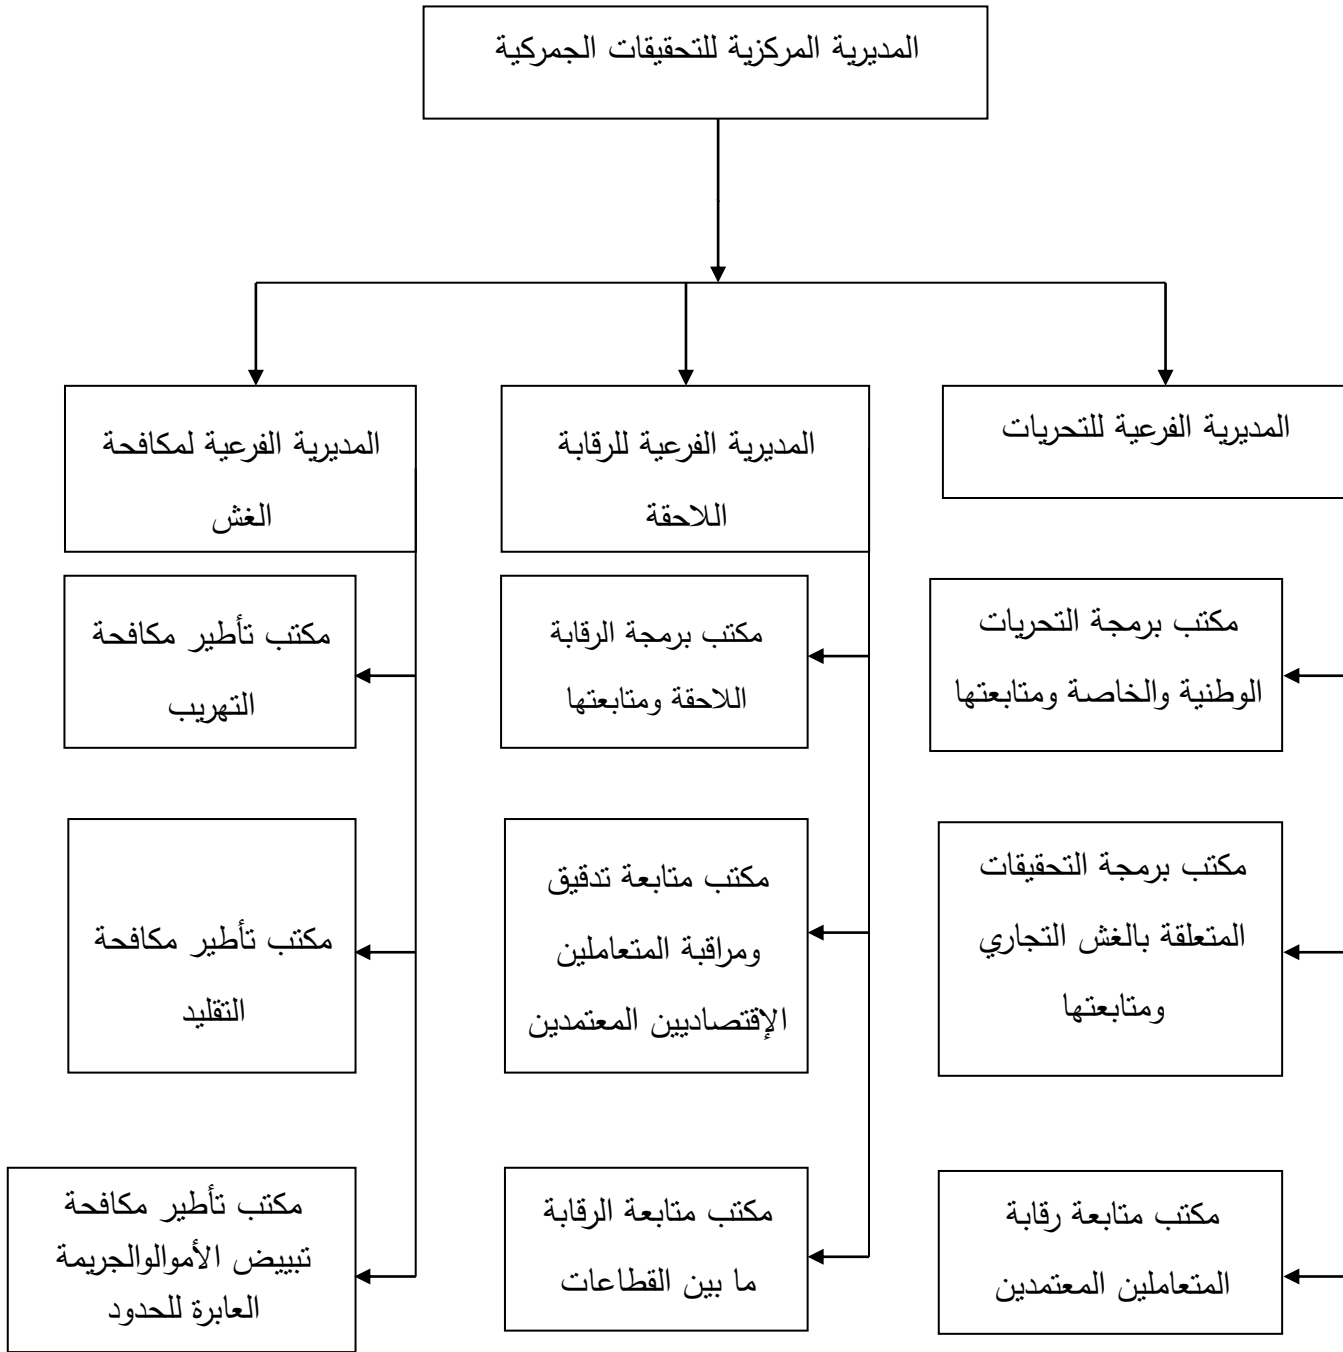 المديرية المركزية للتحقيقات الجمركية
المديرية الفرعية للتحريات
المديرية الفرعية للرقابة
اللاحقة
المديرية الفرعية لمكافحة
الغش
مكتب برمجة التحريات
الوطنية والخاصة ومتابعتها
مكتب برمجة الرقابة
اللاحقة ومتابعتها
مكتب تأطير مكافحة
التهريب
مكتب برمجة التحقيقات
المتعلقة بالغش التجاري
ومتابعتها
مكتب متابعة تدقيق
ومراقبة المتعاملين
الإقتصاديين المعتمدين
مكتب تأطير مكافحة
التقليد
مكتب متابعة رقابة
المتعاملين المعتمدين
مكتب متابعة الرقابة
ما بين القطاعات
مكتب تأطير مكافحة
تبييض الأموالوالجريمة
العابرة للحدود